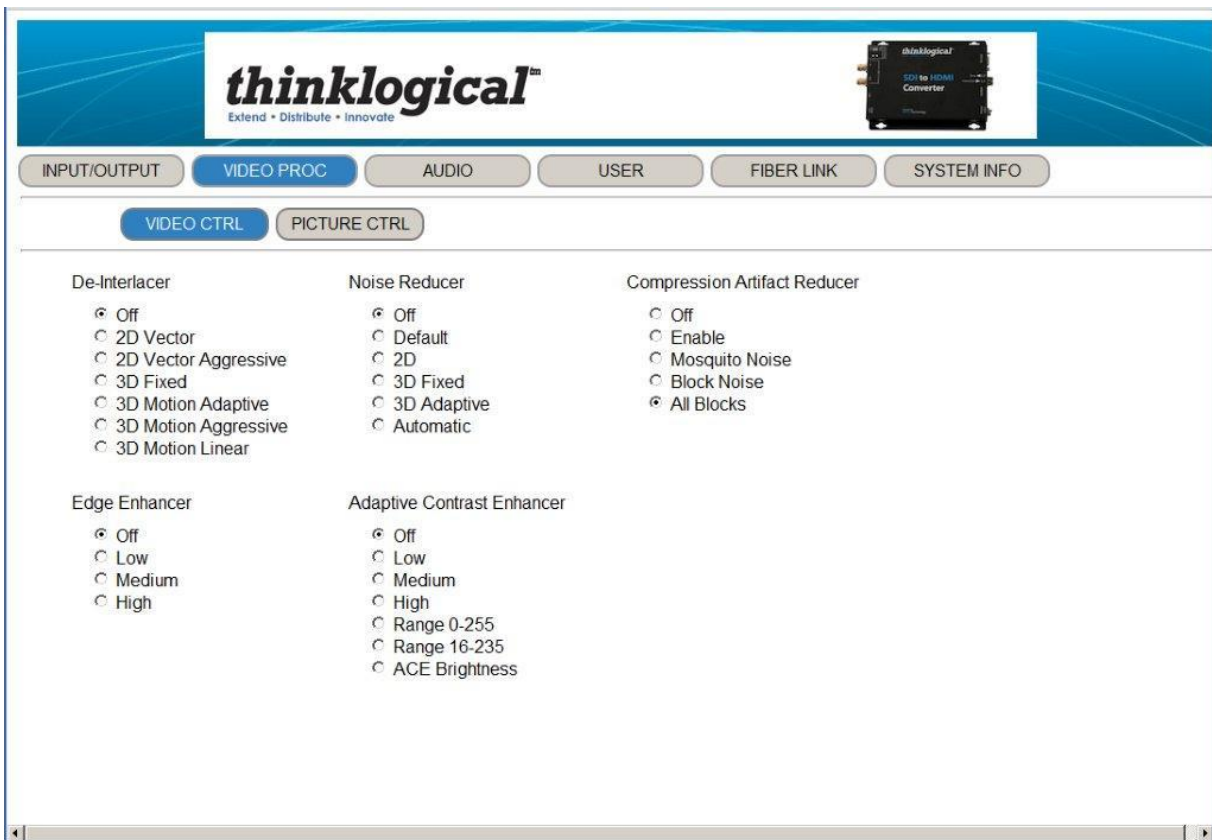 thinklogical™
Extend • Distribute • Innovate
thinklogical
SDI to HDMI
Converter
INPUT/OUTPUT VIDEO PROC AUDIO USER FIBER LINK SYSTEM INFO
VIDEO CTRL PICTURE CTRL
De-Interlacer
Off
2D Vector
2D Vector Aggressive
3D Fixed
3D Motion Adaptive
3D Motion Aggressive
3D Motion Linear
Noise Reducer
Off
Default
2D
3D Fixed
3D Adaptive
Automatic
Compression Artifact Reducer
Off
Enable
Mosquito Noise
Block Noise
All Blocks
Edge Enhancer
Off
Low
Medium
High
Adaptive Contrast Enhancer
Off
Low
Medium
High
Range 0-255
Range 16-235
ACE Brightness